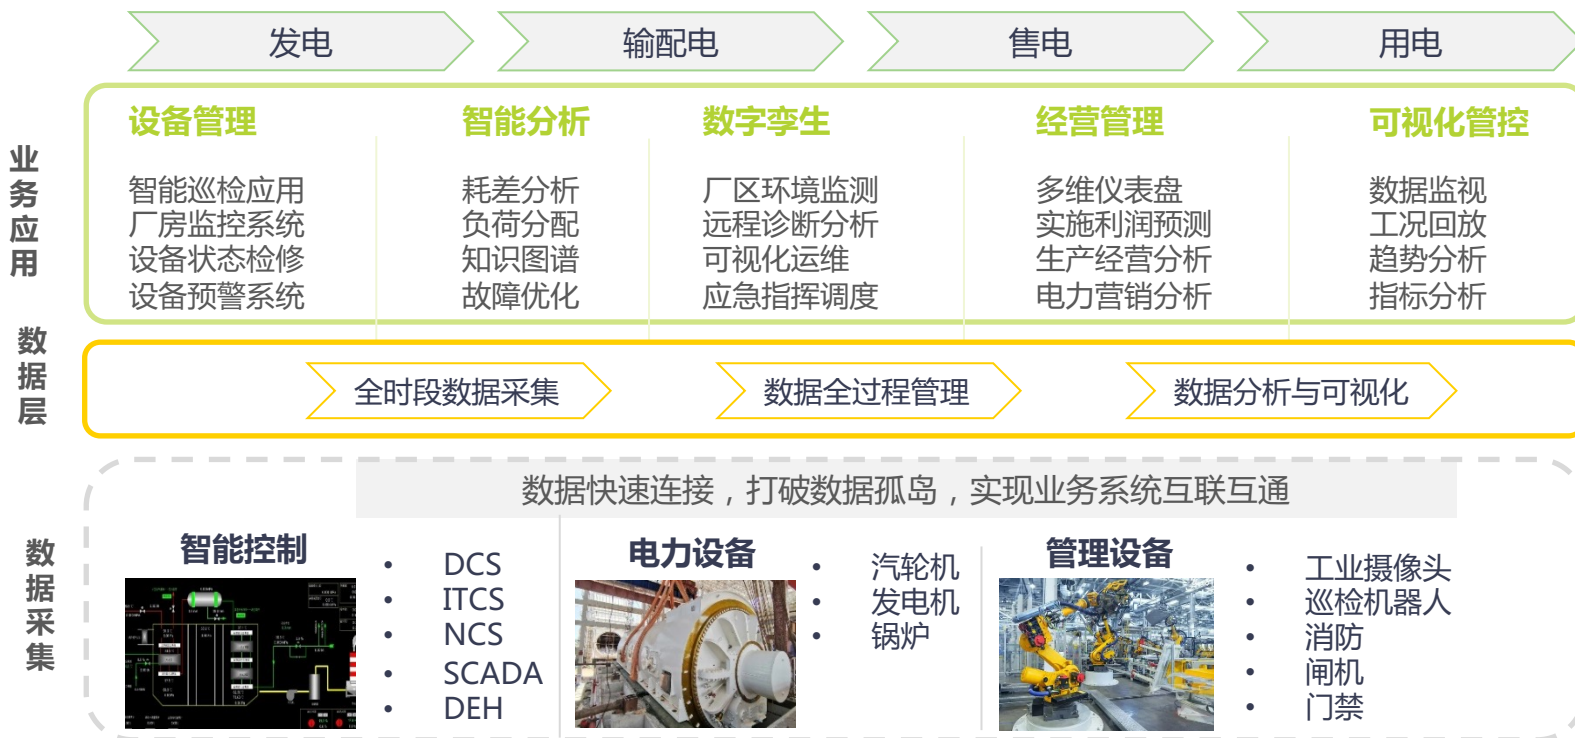 发电
输配电
售电
用电
业务应用
设备管理
智能巡检应用
厂房监控系统
设备状态检修
设备预警系统
智能分析
耗差分析
负荷分配
知识图谱
故障优化
数字孪生
厂区环境监测
远程诊断分析
可视化运维
应急指挥调度
经营管理
多维仪表盘
实施利润预测
生产经营分析
电力营销分析
可视化管控
数据监视
工况回放
趋势分析
指标分析
数据层
全时段数据采集
数据全过程管理
数据分析与可视化
数据采集
数据快速连接，打破数据孤岛，实现业务系统互联互通
智能控制
• DCS
• ITCS
• NCS
• SCADA
• DEH
电力设备
• 汽轮机
• 发电机
• 锅炉
管理设备
• 工业摄像头
• 巡检机器人
• 消防
• 闸机
• 门禁